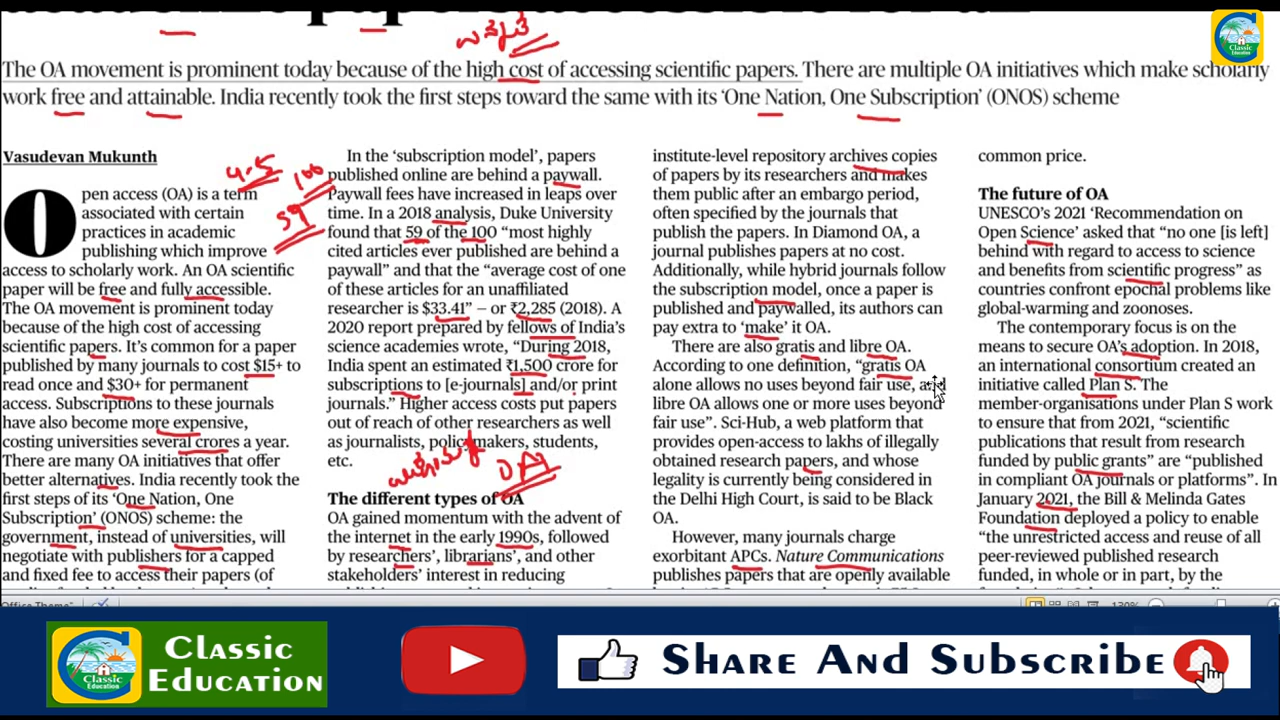 The OA movement is prominent today because of the high cost of accessing scientific papers. There are multiple OA initiatives which make scholarly
work free and attainable. India recently took the first steps toward the same with its 'One Nation, One Subscription' (ONOS) scheme
Vasudevan Mukunth
Open access (OA) is a term
associated with certain
practices in academic
publishing which improve
access to scholarly work. An OA scientific
paper will be free and fully accessible.
The OA movement is prominent today
because of the high cost of accessing
scientific papers. It's common for a paper
published by many journals to cost $15+ to
read once and $30+ for permanent
access. Subscriptions to these journals
have also become more expensive,
costing universities several crores a year.
There are many OA initiatives that offer
better alternatives. India recently took the
first steps of its 'One Nation, One
Subscription' (ONOS) scheme: the
government, instead of universities, will
negotiate with publishers for a capped
and fixed fee to access their papers (of
4.5
100
59
In the 'subscription model', papers
published online are behind a paywall.
Paywall fees have increased in leaps over
time. In a 2018 analysis, Duke University
found that 59 of the 100 "most highly
cited articles ever published are behind a
paywall" and that the "average cost of one
of these articles for an unaffiliated
researcher is $33.41" – or ₹2,285 (2018). A
2020 report prepared by fellows of India's
science academies wrote, "During 2018,
India spent an estimated ₹1,500 crore for
subscriptions to [e-journals] and/or print
journals." Higher access costs put papers
out of reach of other researchers as well
as journalists, policymakers, students,
etc.
OA
The different types of OA
OA gained momentum with the advent of
the internet in the early 1990s, followed
by researchers', librarians', and other
stakeholders' interest in reducing
institute-level repository archives copies
of papers by its researchers and makes
them public after an embargo period,
often specified by the journals that
publish the papers. In Diamond OA, a
journal publishes papers at no cost.
Additionally, while hybrid journals follow
the subscription model, once a paper is
published and paywalled, its authors can
pay extra to 'make' it OA.
There are also gratis and libre OA.
According to one definition, "gratis OA
alone allows no uses beyond fair use, and
libre OA allows one or more uses beyond
fair use". Sci-Hub, a web platform that
provides open-access to lakhs of illegally
obtained research papers, and whose
legality is currently being considered in
the Delhi High Court, is said to be Black
OA.
However, many journals charge
exorbitant APCs. Nature Communications
publishes papers that are openly available
common price.
The future of OA
UNESCO's 2021 'Recommendation on
Open Science' asked that "no one [is left]
behind with regard to access to science
and benefits from scientific progress" as
countries confront epochal problems like
global-warming and zoonoses.
The contemporary focus is on the
means to secure OA's adoption. In 2018,
an international consortium created an
initiative called Plan S. The
member-organisations under Plan S work
to ensure that from 2021, "scientific
publications that result from research
funded by public grants" are "published
in compliant OA journals or platforms". In
January 2021, the Bill & Melinda Gates
Foundation deployed a policy to enable
"the unrestricted access and reuse of all
peer-reviewed published research
funded, in whole or in part, by the
Classic
Education
130%
Classic
Education
Classic
Education
Share And Subscribe